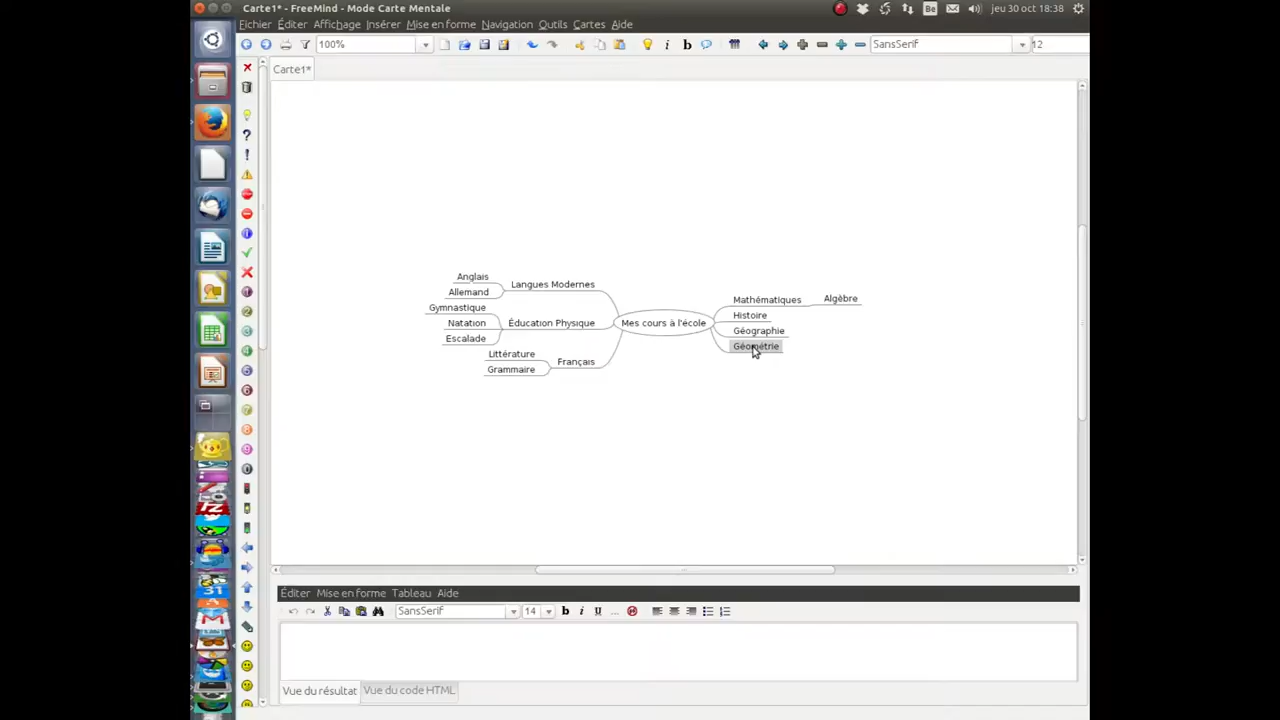 Carte1* - FreeMind - Mode Carte Mentale
Be
jeu 30 oct 18:38
Fichier Éditer Affichage Insérer Mise en forme Navigation Outils Cartes Aide
100%
SansSerif
12
Carte1*
Anglais
Allemand
Langues Modernes
Gymnastique
Natation
Escalade
Éducation Physique
Littérature
Grammaire
Français
Mes cours à l'école
Mathématiques
Algèbre
Histoire
Géographie
Géométrie
Éditer Mise en forme Tableau Aide
SansSerif
14
b i U ...
Vue du résultat
Vue du code HTML